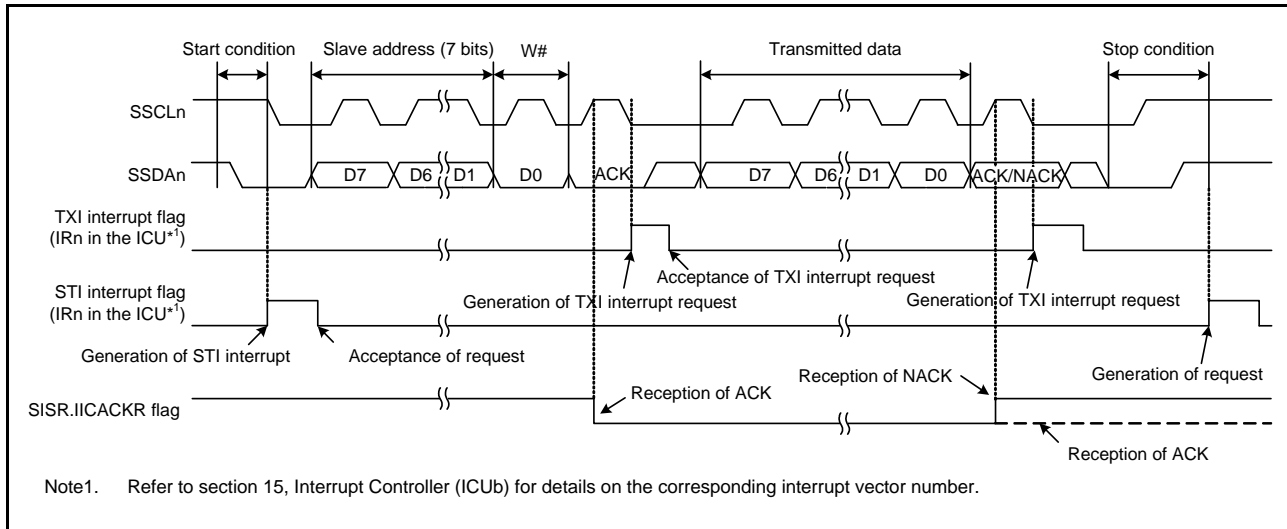 Start condition Slave address (7 bits) W# Transmitted data Stop condition
SSCLn
SSDAn D7 D6 D1 D0 ACK D7 D6 D1 D0 ACK/NACK
TXI interrupt flag
(IRn in the ICU*1)
Acceptance of TXI interrupt request
Generation of TXI interrupt request Generation of TXI interrupt request
STI interrupt flag
(IRn in the ICU*1)
Generation of STI interrupt Acceptance of request
Generation of request
SISR.IICACKR flag Reception of ACK Reception of NACK
Reception of ACK
Note1. Refer to section 15, Interrupt Controller (ICUb) for details on the corresponding interrupt vector number.